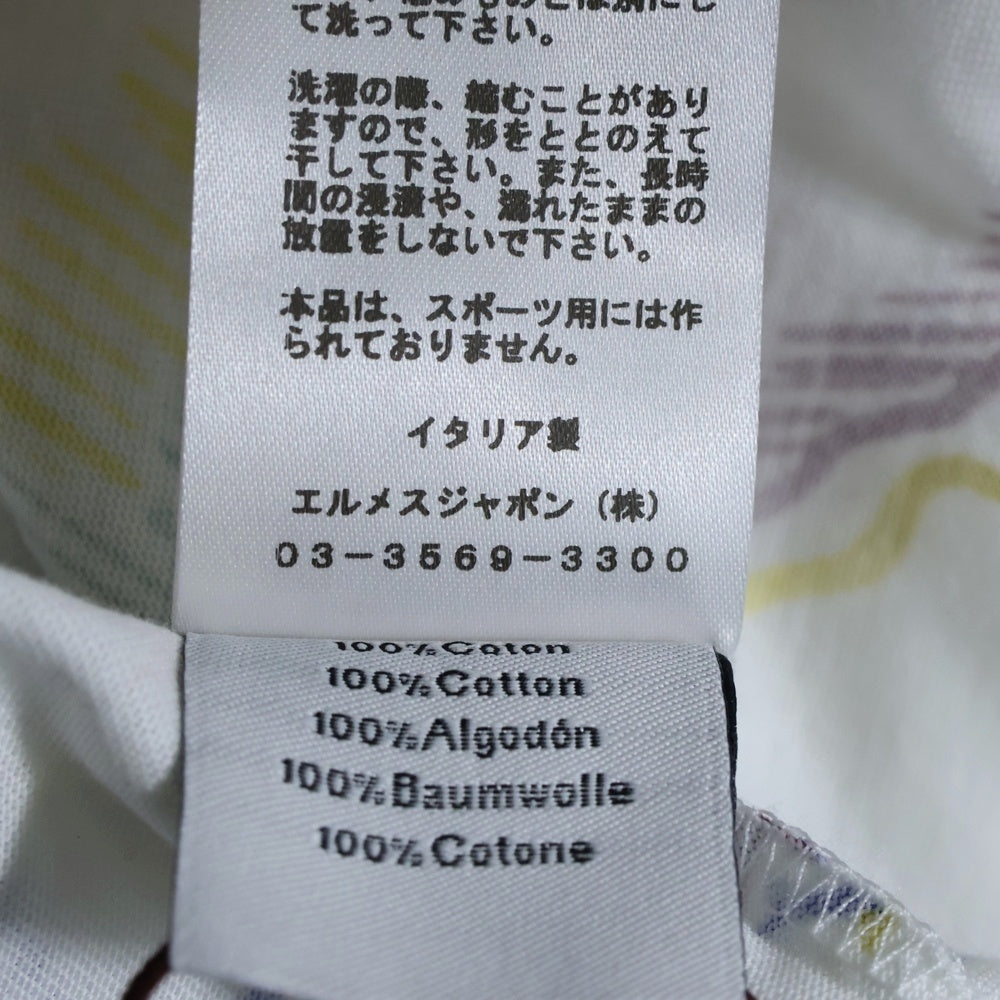 て洗って下さい。
洗濯の際、縮むことがあり
ますので、形をととのえて
干して下さい。また、長時
間の浸漬や、濡れたままの
放置をしないで下さい。
本品は、スポーツ用には作
られておりません。
イタリア製
エルメスジャポン（株）
03－3569－3300
100%Coton
100%Cotton
100%Algodón
100%Baumwolle
100%Cotone